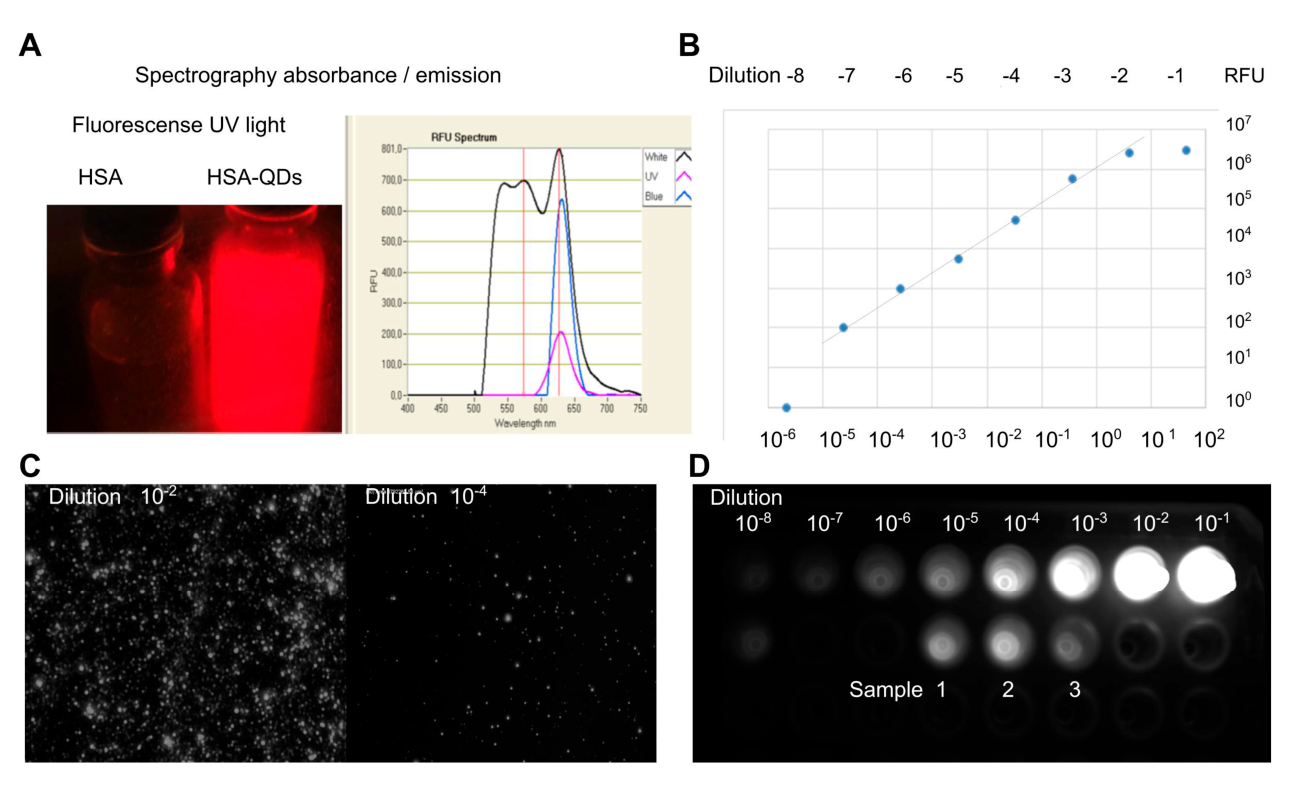 A
Spectrography absorbance / emission
Fluorescense UV light
HSA HSA-QDs
RFU Spectrum
801,0
700,0
600,0
500,0
400,0
300,0
200,0
100,0
0,0
RFU
400 450 500 550 600 650 700 750
Wavelength nm
White
UV
Blue
B
Dilution -8 -7 -6 -5 -4 -3 -2 -1 RFU
10⁷
10⁶
10⁵
10⁴
10³
10²
10¹
10⁰
10⁻⁶ 10⁻⁵ 10⁻⁴ 10⁻³ 10⁻² 10⁻¹ 10⁰ 10¹ 10²
C
Dilution 10⁻² Dilution 10⁻⁴
D
Dilution
10⁻⁸ 10⁻⁷ 10⁻⁶ 10⁻⁵ 10⁻⁴ 10⁻³ 10⁻² 10⁻¹
Sample 1 2 3